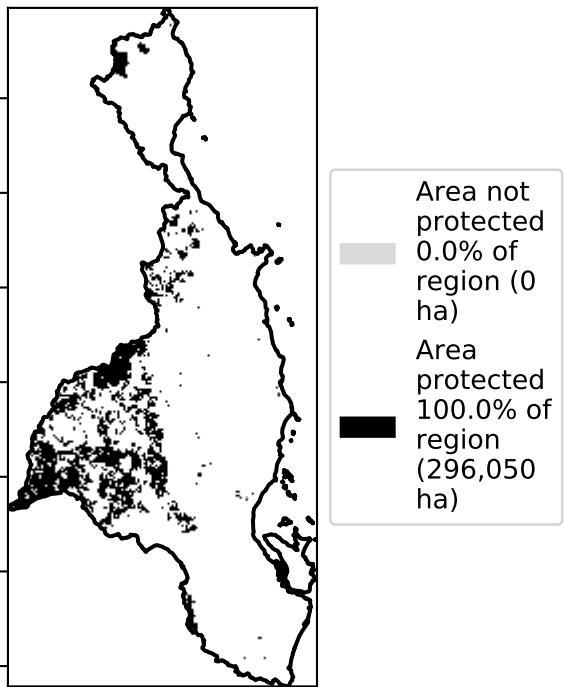 Area not
protected
0.0% of
region (0
ha)
Area
protected
100.0% of
region
(296,050
ha)